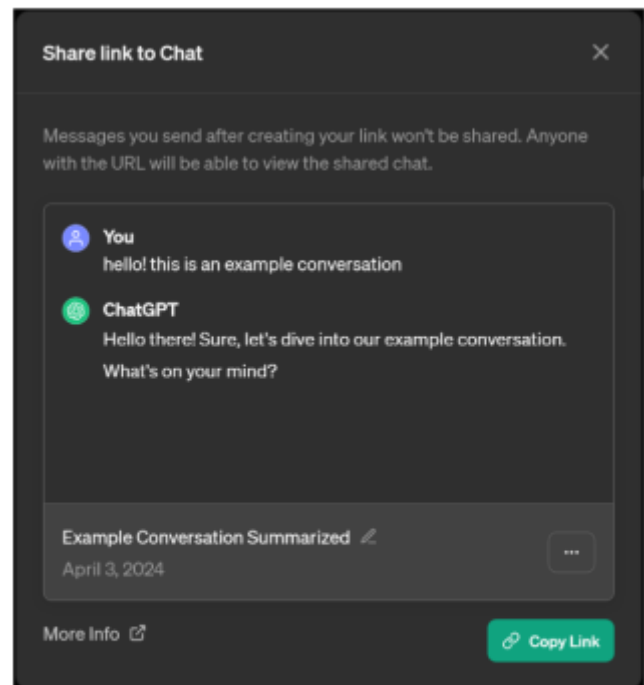 Share link to Chat
Messages you send after creating your link won't be shared. Anyone
with the URL will be able to view the shared chat.
You
hello! this is an example conversation
ChatGPT
Hello there! Sure, let's dive into our example conversation.
What's on your mind?
Example Conversation Summarized
...
April 3, 2024
More Info
Copy Link